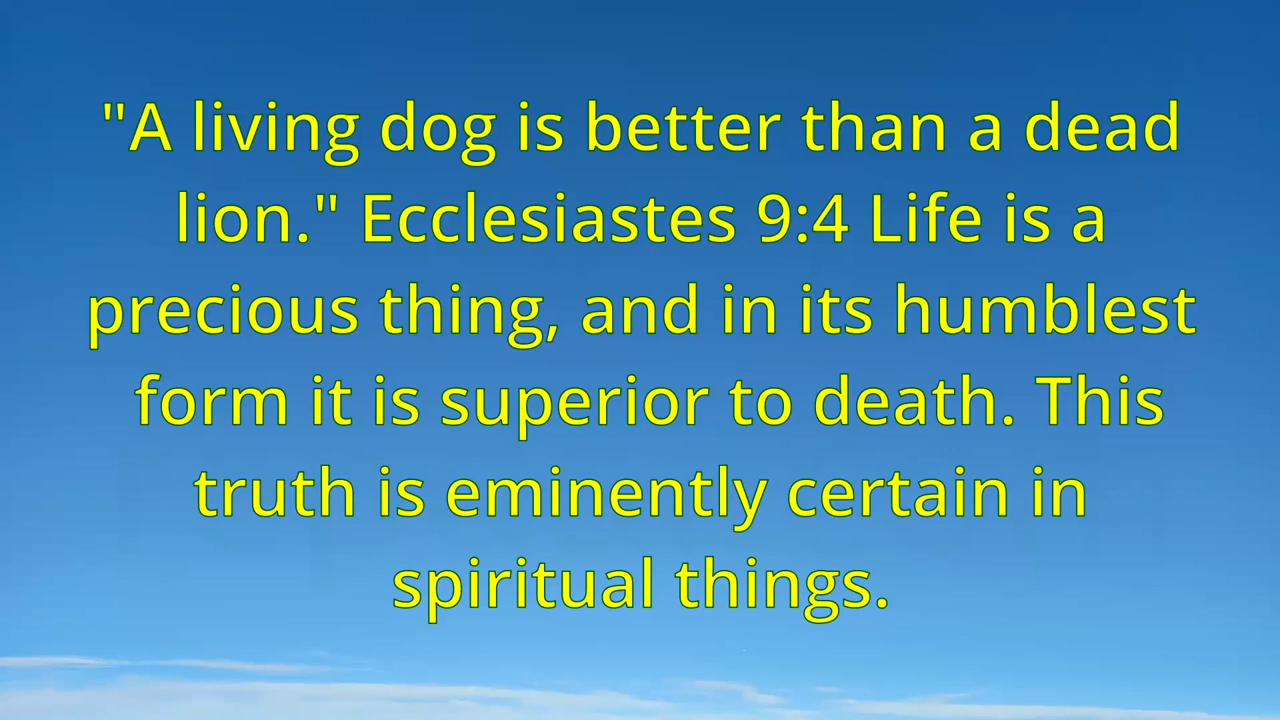 "A living dog is better than a dead
lion." Ecclesiastes 9:4 Life is a
precious thing, and in its humblest
form it is superior to death. This
truth is eminently certain in
spiritual things.